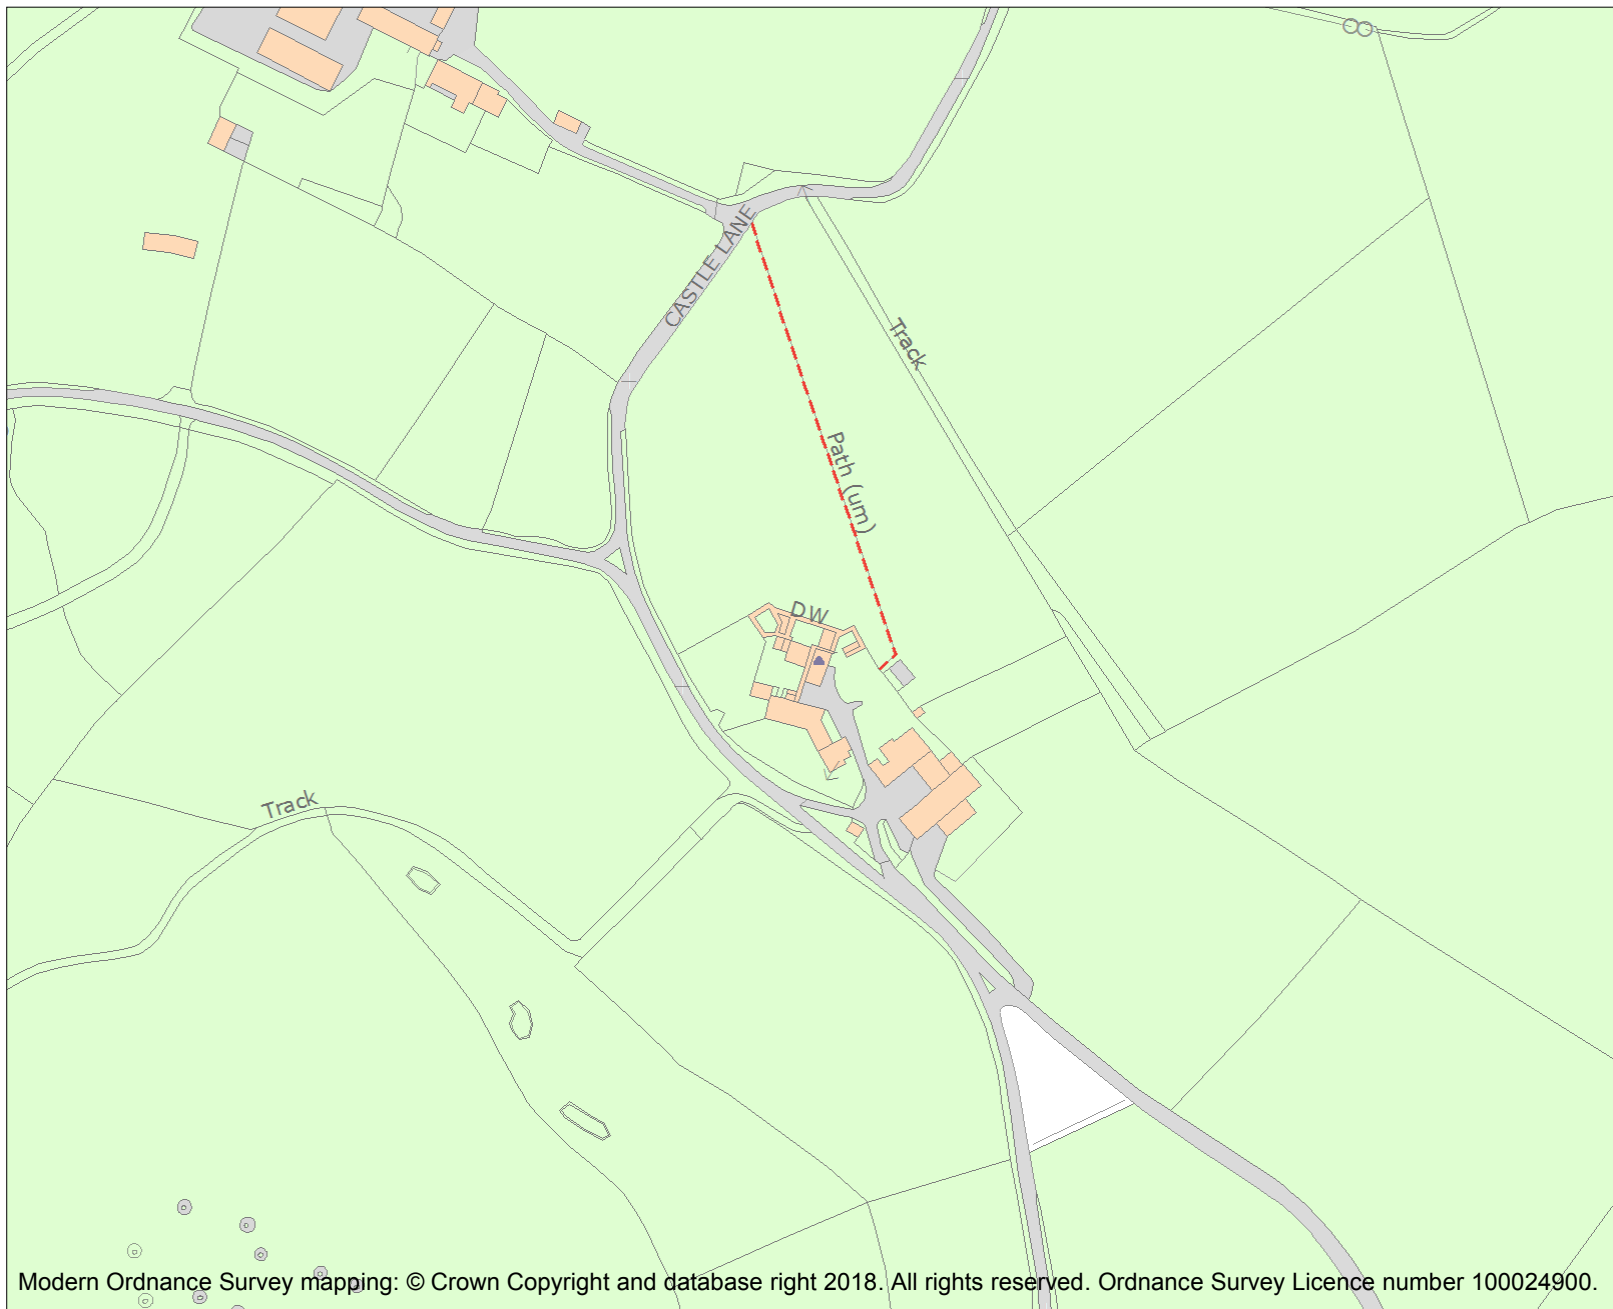 CASTLE LANE
Track
Path (um)
DW
Track
Modern Ordnance Survey mapping: © Crown Copyright and database right 2018. All rights reserved. Ordnance Survey Licence number 100024900.